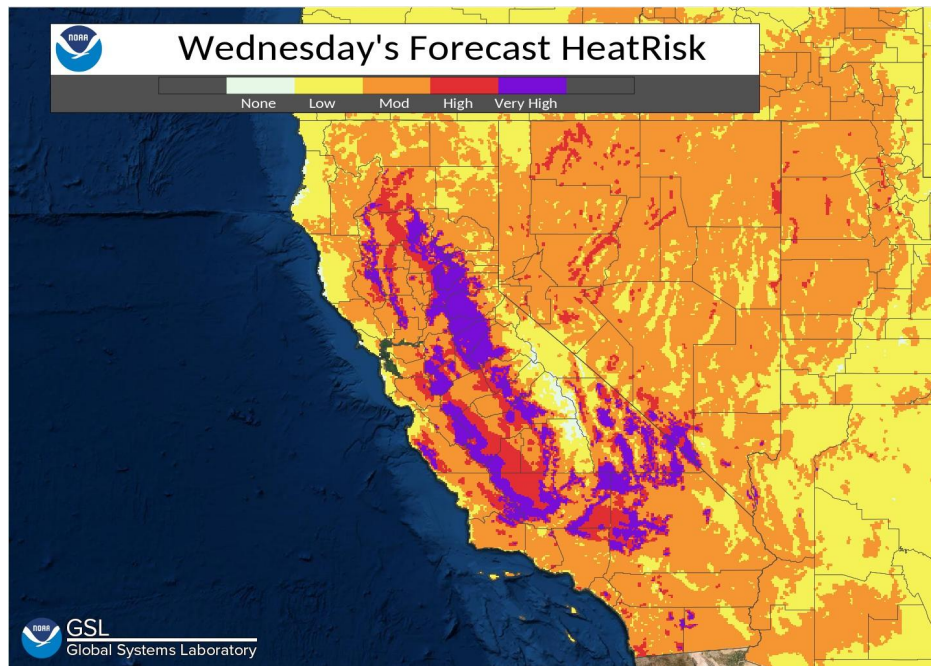 NOAA
Wednesday's Forecast HeatRisk
None Low Mod High Very High
NOAA
GSL
Global Systems Laboratory